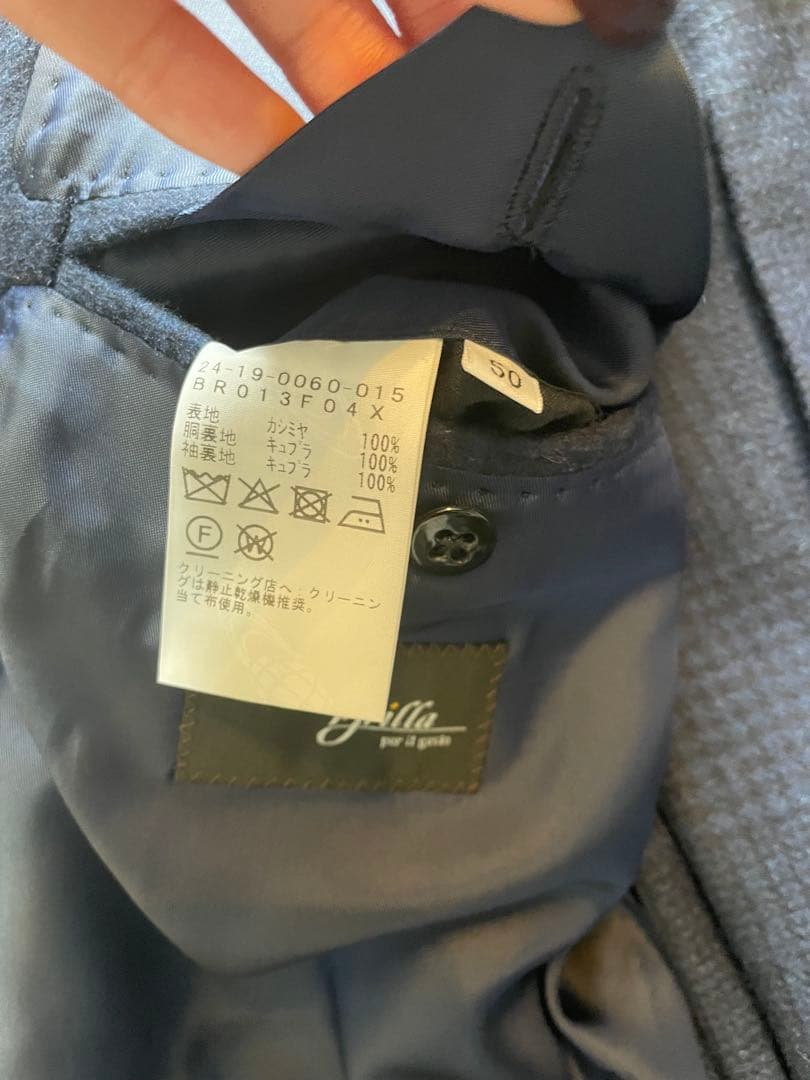 24-19-0060-015
BR013F04X
表地 カシミヤ 100%
胴裏地 キュプラ 100%
袖裏地 キュプラ 100%
F
W
クリーニング店へ:クリーニン
グは静止乾燥機推奨。
当て布使用。
50
per il gusto